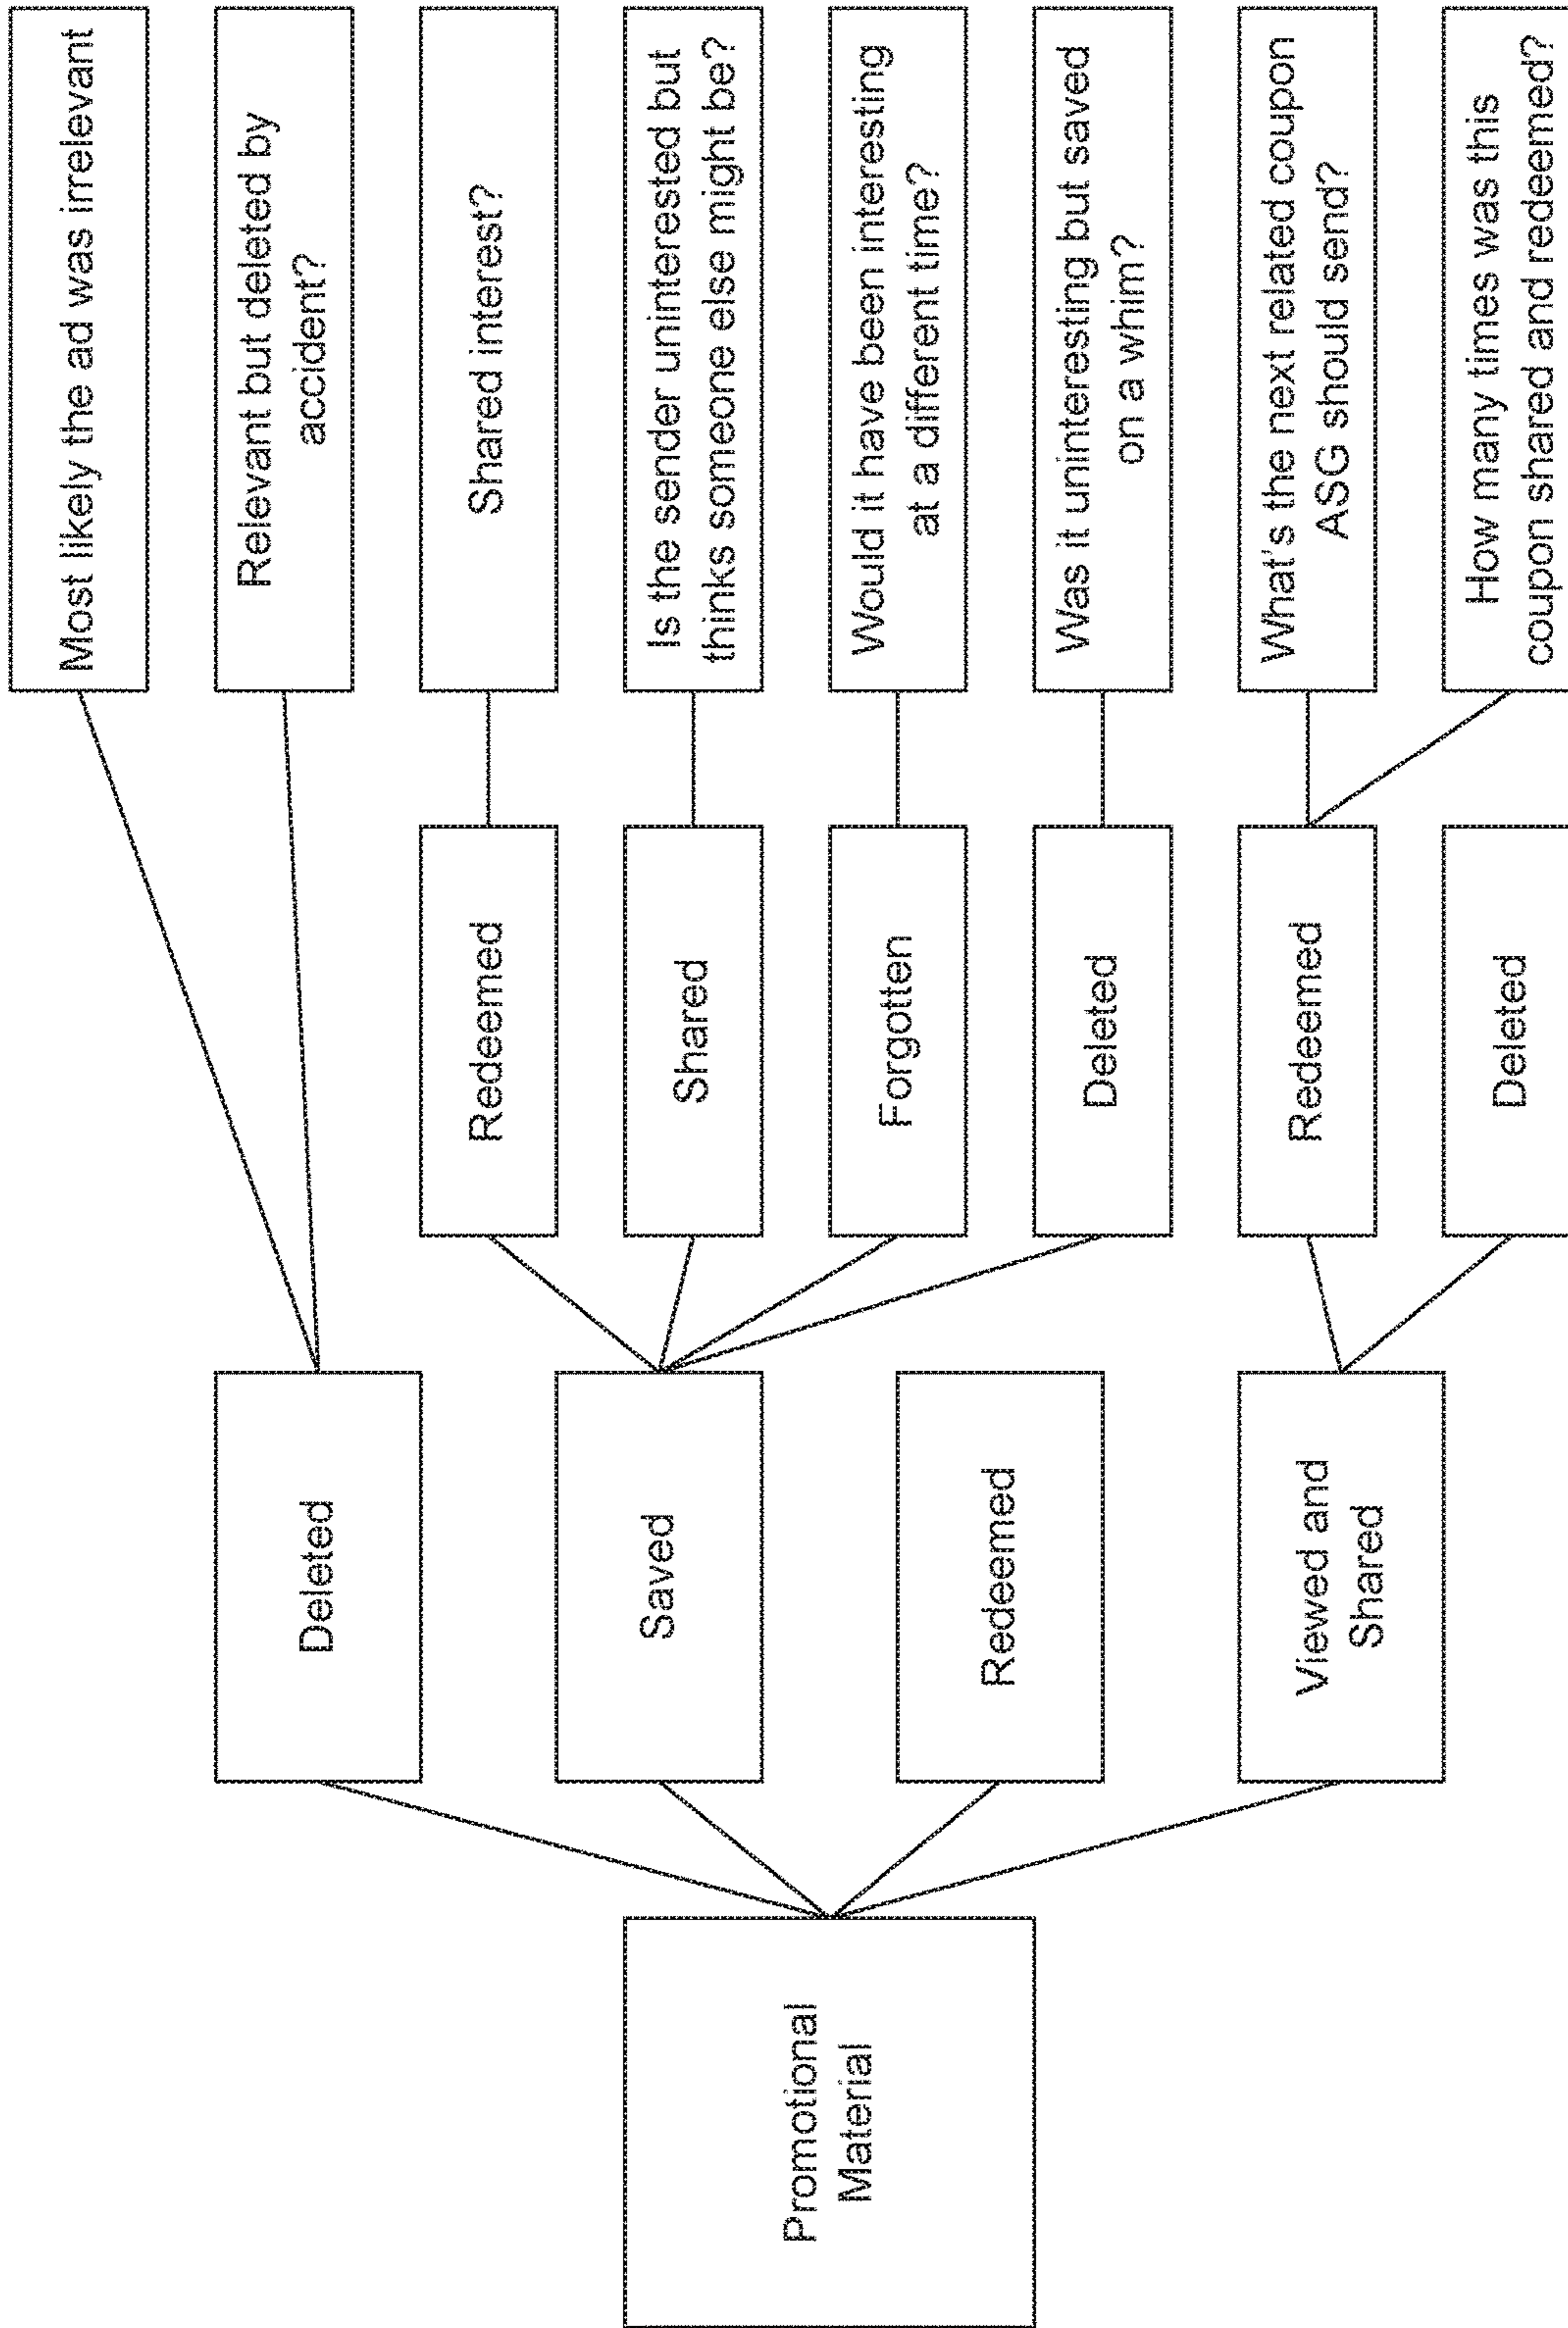 Promotional
Material
Deleted
Saved
Redeemed
Viewed and
Shared
Redeemed
Shared
Forgotten
Deleted
Redeemed
Deleted
Most likely the ad was irrelevant
Relevant but deleted by
accident?
Shared interest?
Is the sender uninterested but
thinks someone else might be?
Would it have been interesting
at a different time?
Was it uninteresting but saved
on a whim?
What's the next related coupon
ASG should send?
How many times was this
coupon shared and redeemed?